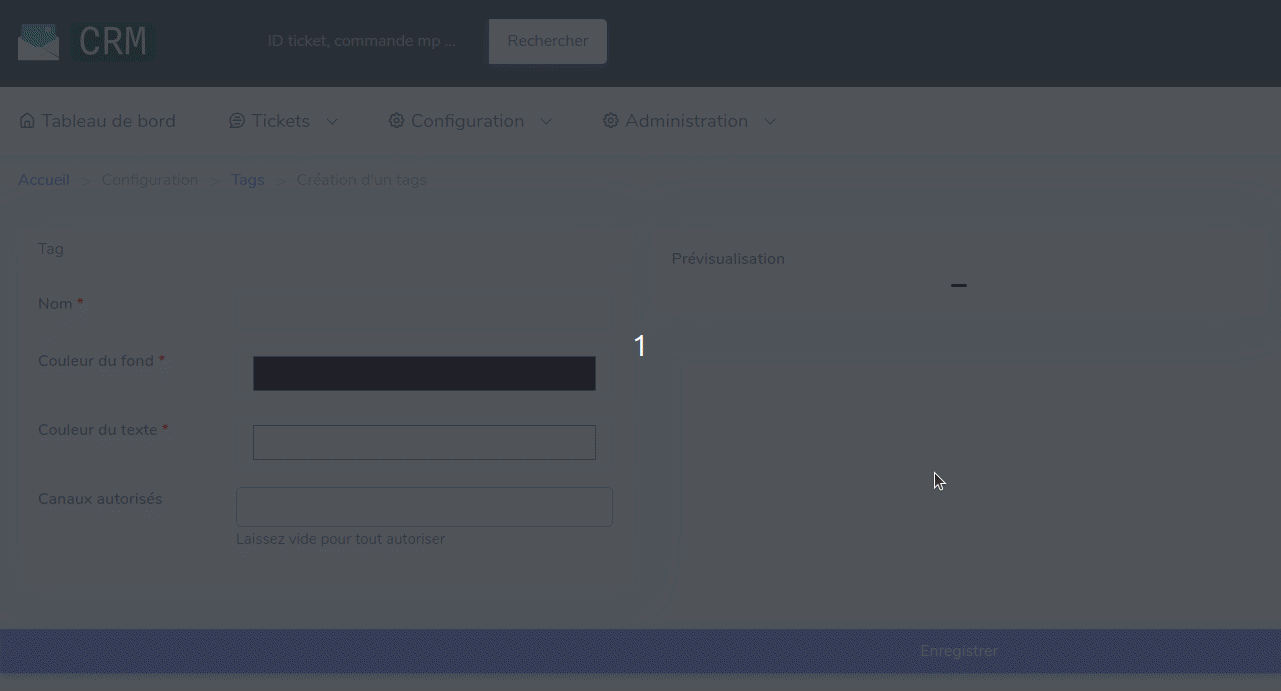 CRM
ID ticket, commande mp ...
Rechercher
Tableau de bord
Tickets
Configuration
Administration
Accueil > Configuration > Tags > Création d'un tags
Tag
Nom *
Couleur du fond *
Couleur du texte *
Canaux autorisés
Laissez vide pour tout autoriser
Prévisualisation
1
Enregistrer